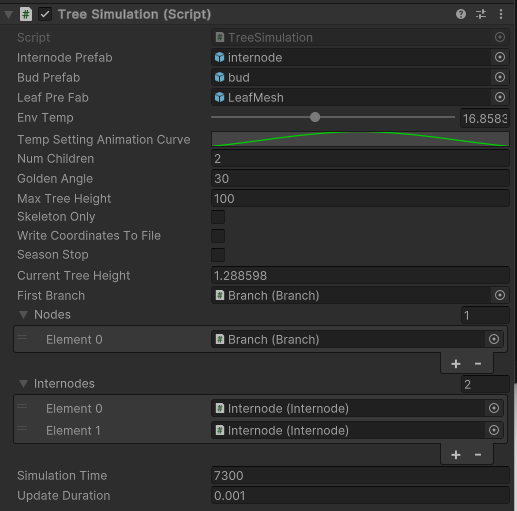 Tree Simulation (Script)
Script TreeSimulation
Internode Prefab internode
Bud Prefab bud
Leaf Pre Fab LeafMesh
Env Temp 16.8583
Temp Setting Animation Curve
Num Children 2
Golden Angle 30
Max Tree Height 100
Skeleton Only
Write Coordinates To File
Season Stop
Current Tree Height 1.288598
First Branch Branch (Branch)
Nodes 1
Element 0 Branch (Branch)
+ -
Internodes 2
Element 0 Internode (Internode)
Element 1 Internode (Internode)
+ -
Simulation Time 7300
Update Duration 0.001